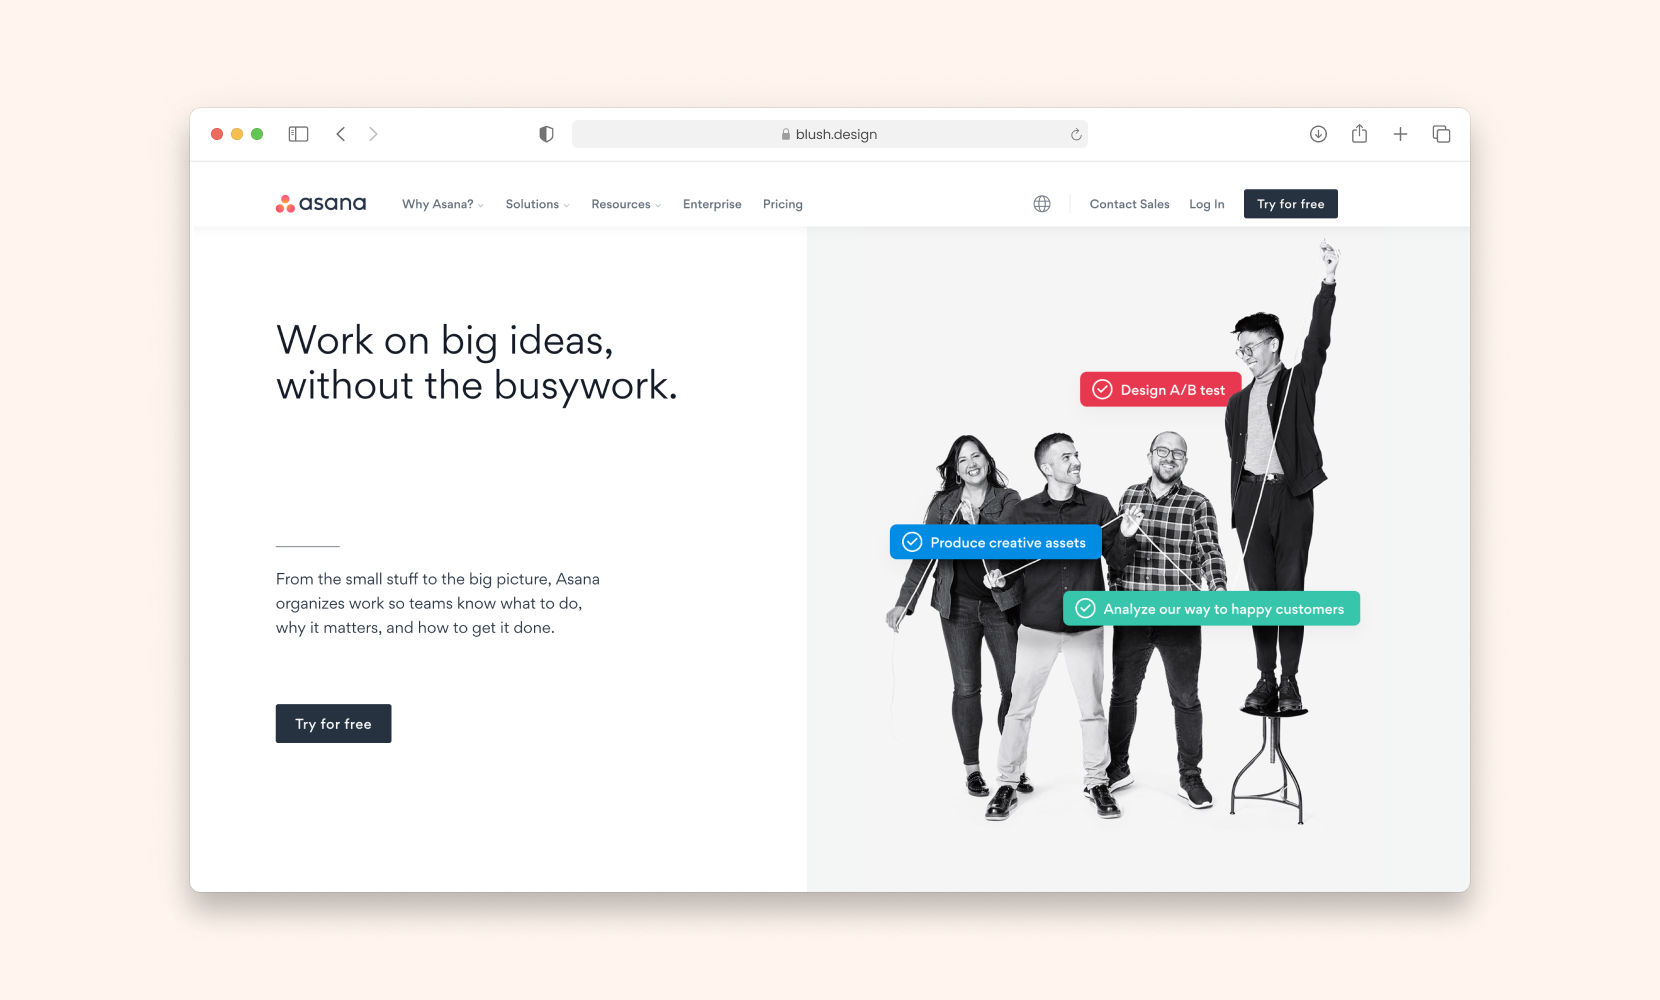 blush.design
asana
Why Asana?
Solutions
Resources
Enterprise
Pricing
Contact Sales
Log In
Try for free
Work on big ideas,
without the busywork.
From the small stuff to the big picture, Asana
organizes work so teams know what to do,
why it matters, and how to get it done.
Try for free
Design A/B test
Produce creative assets
Analyze our way to happy customers